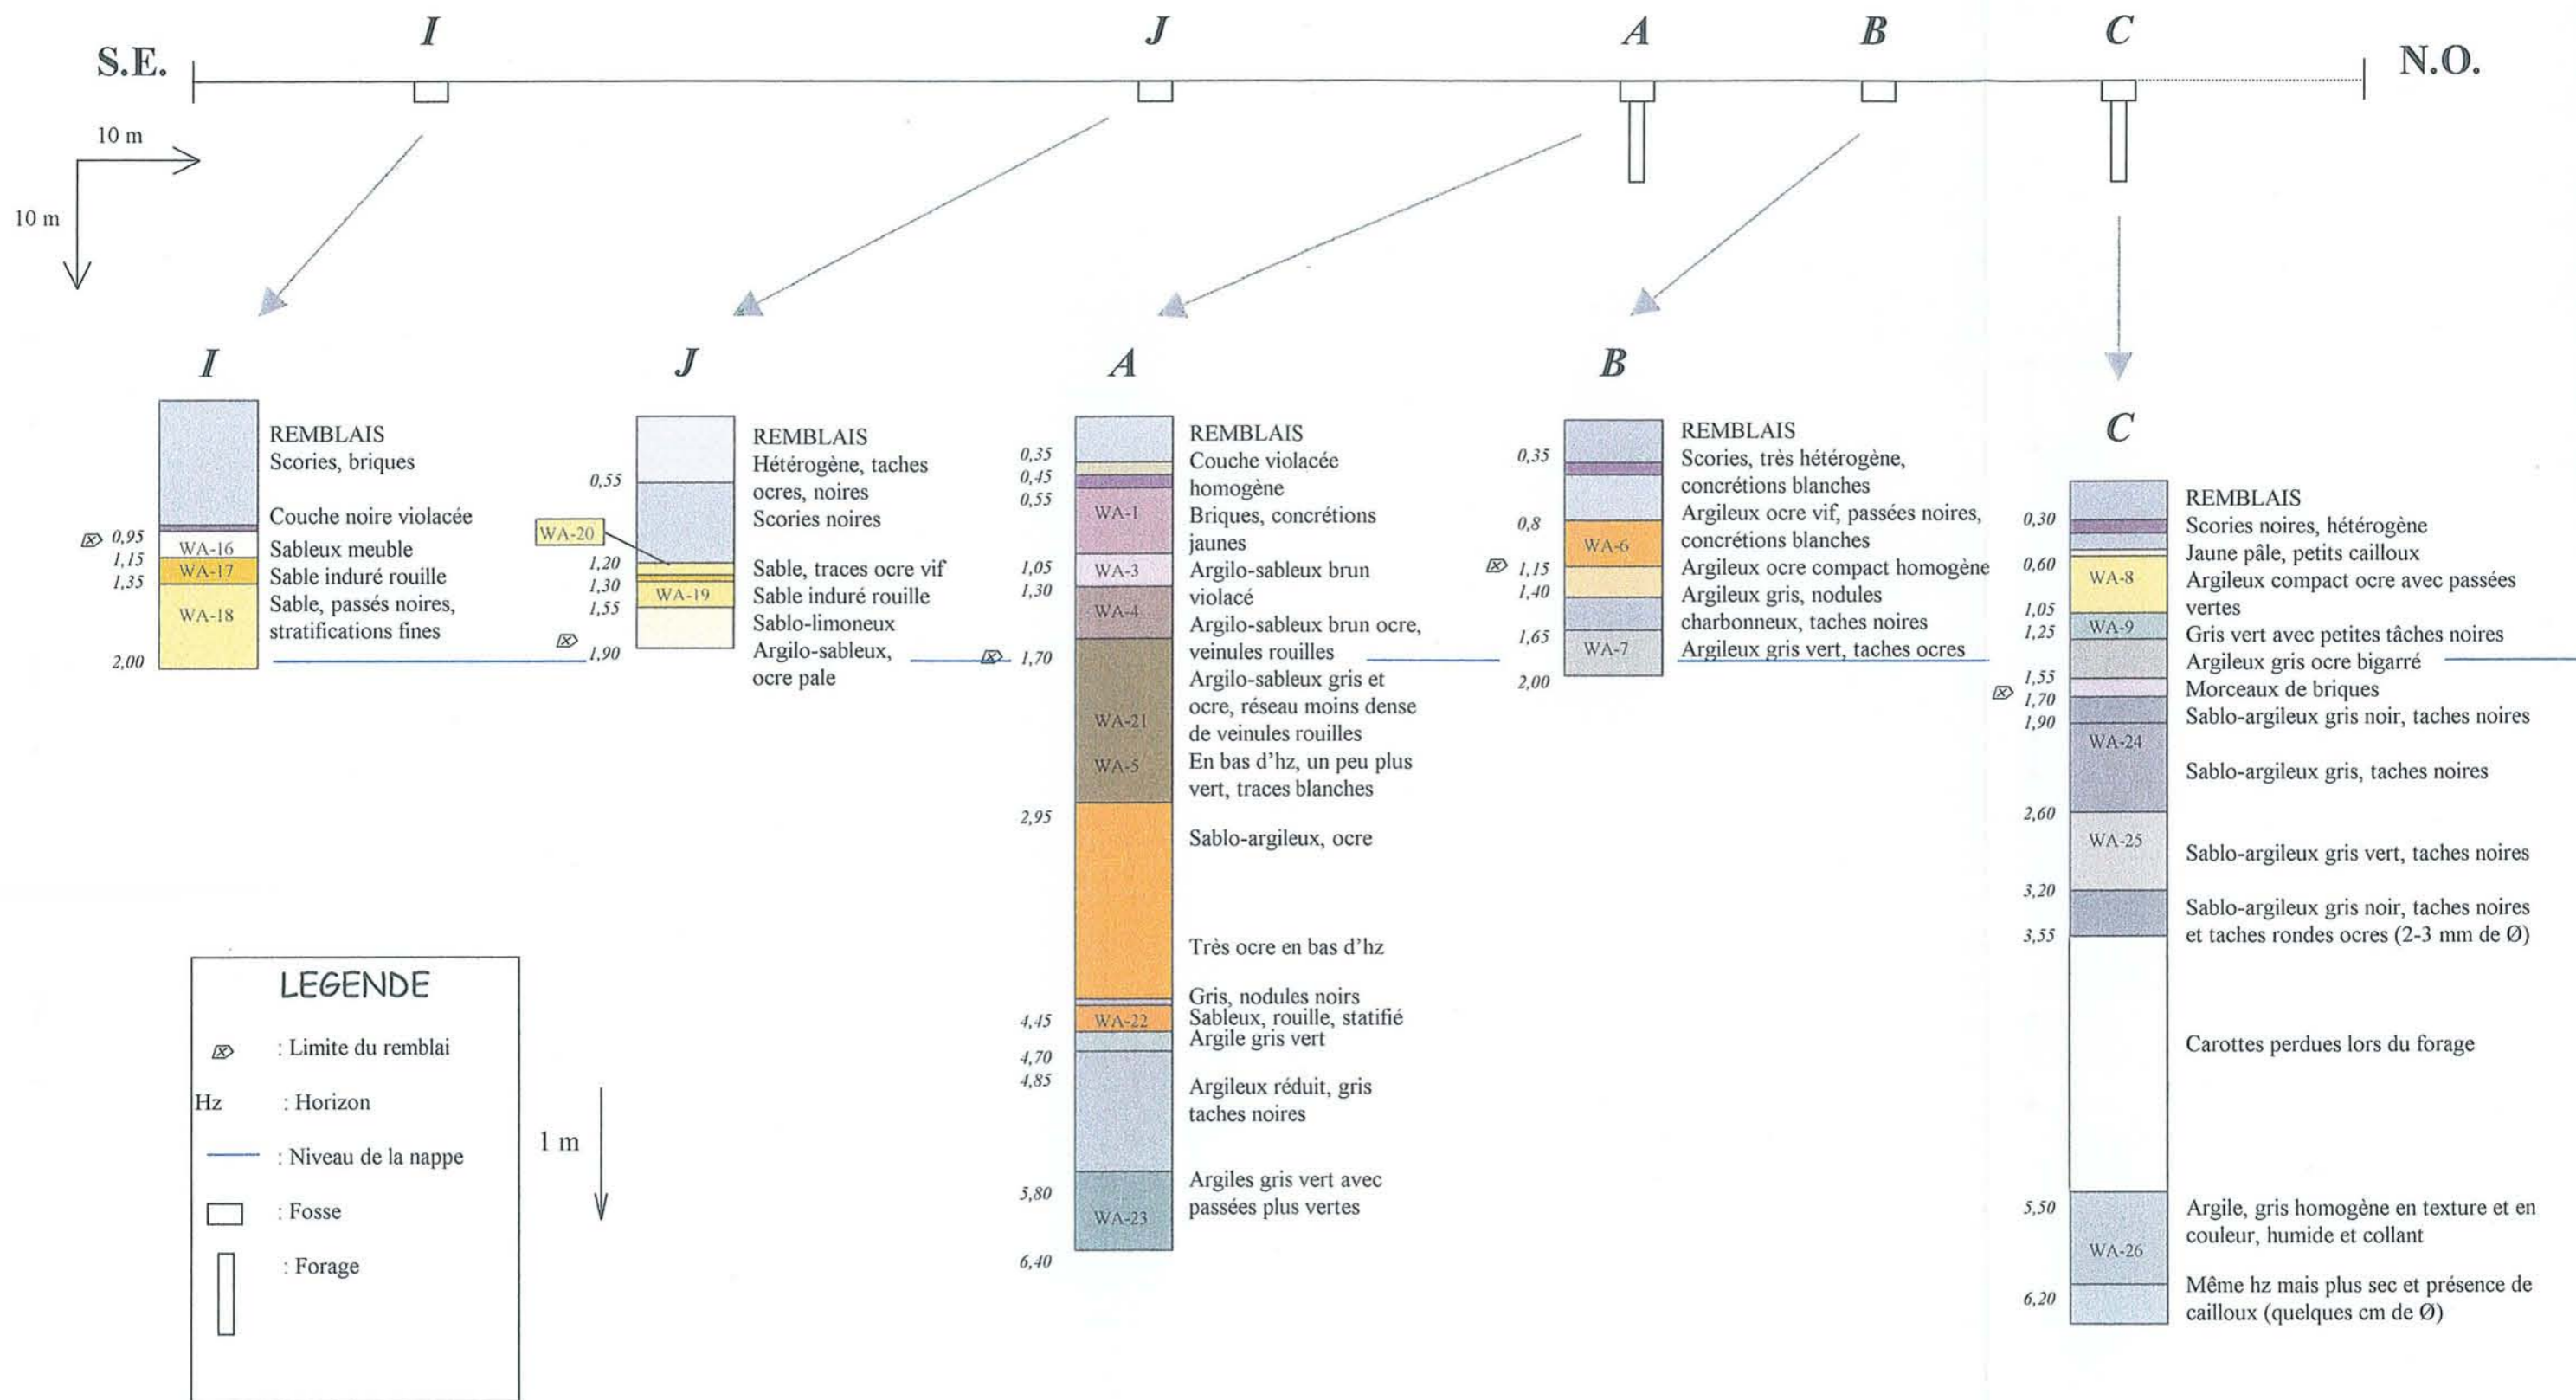 S.E.
I
J
A
B
C
N.O.
10 m
10 m
I
REMBLAIS
Scories, briques
Couche noire violacée
0,95
WA-16
Sableux meuble
1,15
WA-17
Sable induré rouille
1,35
WA-18
Sable, passés noires,
stratifications fines
2,00
J
REMBLAIS
Hétérogène, taches
0,55
ocres, noires
Scories noires
WA-20
1,20
Sable, traces ocre vif
1,30
WA-19
Sable induré rouille
1,55
Sablo-limoneux
1,90
Argilo-sableux,
ocre pale
A
REMBLAIS
0,35
Couche violacée
0,45
homogène
0,55
WA-1
Briques, concrétions
jaunes
1,05
WA-3
Argilo-sableux brun
1,30
violacé
WA-4
Argilo-sableux brun ocre,
veinules rouilles
1,70
Argilo-sableux gris et
ocre, réseau moins dense
WA-21
de veinules rouilles
WA-5
En bas d'hz, un peu plus
vert, traces blanches
2,95
Sablo-argileux, ocre
Très ocre en bas d'hz
Gris, nodules noirs
4,45
WA-22
Sableux, rouille, statifié
Argile gris vert
4,70
4,85
Argileux réduit, gris
taches noires
Argiles gris vert avec
5,80
passées plus vertes
WA-23
6,40
B
REMBLAIS
0,35
Scories, très hétérogène,
concrétions blanches
0,8
Argileux ocre vif, passées noires,
WA-6
concrétions blanches
1,15
Argileux ocre compact homogène
1,40
Argileux gris, nodules
charbonneux, taches noires
1,65
WA-7
Argileux gris vert, taches ocres
2,00
C
REMBLAIS
0,30
Scories noires, hétérogène
Jaune pâle, petits cailloux
0,60
WA-8
Argileux compact ocre avec passées
vertes
1,05
1,25
WA-9
Gris vert avec petites tâches noires
Argileux gris ocre bigarré
1,55
Morceaux de briques
1,70
Sablo-argileux gris noir, taches noires
1,90
WA-24
Sablo-argileux gris, taches noires
2,60
WA-25
Sablo-argileux gris vert, taches noires
3,20
Sablo-argileux gris noir, taches noires
3,55
et taches rondes ocres (2-3 mm de Ø)
Carottes perdues lors du forage
5,50
Argile, gris homogène en texture et en
couleur, humide et collant
WA-26
Même hz mais plus sec et présence de
6,20
cailloux (quelques cm de Ø)
LEGENDE
: Limite du remblai
Hz : Horizon
: Niveau de la nappe
: Fosse
: Forage
1 m